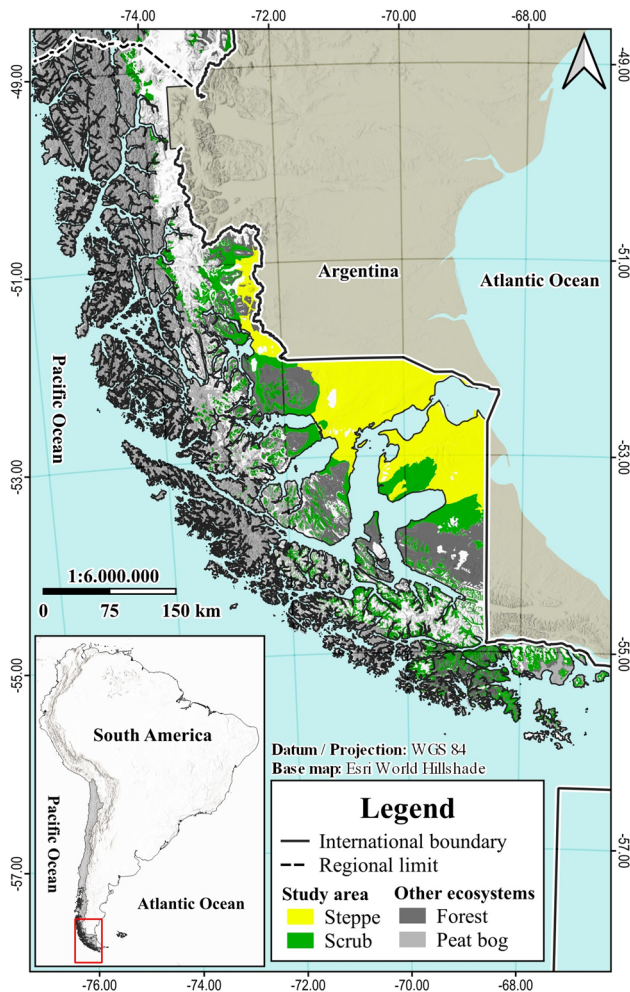 -74.00 -72.00 -70.00 -68.00
-49.00
-49.00
-51.00
-51.00
Argentina
Atlantic Ocean
Pacific Ocean
-53.00
-53.00
1:6.000.000
0 75 150 km
-55.00
-55.00
South America
Pacific Ocean
Atlantic Ocean
Datum / Projection: WGS 84
Base map: Esri World Hillshade
Legend
International boundary
Regional limit
Study area Other ecosystems
Steppe Forest
Scrub Peat bog
-57.00
-57.00
-76.00 -74.00 -72.00 -70.00 -68.00